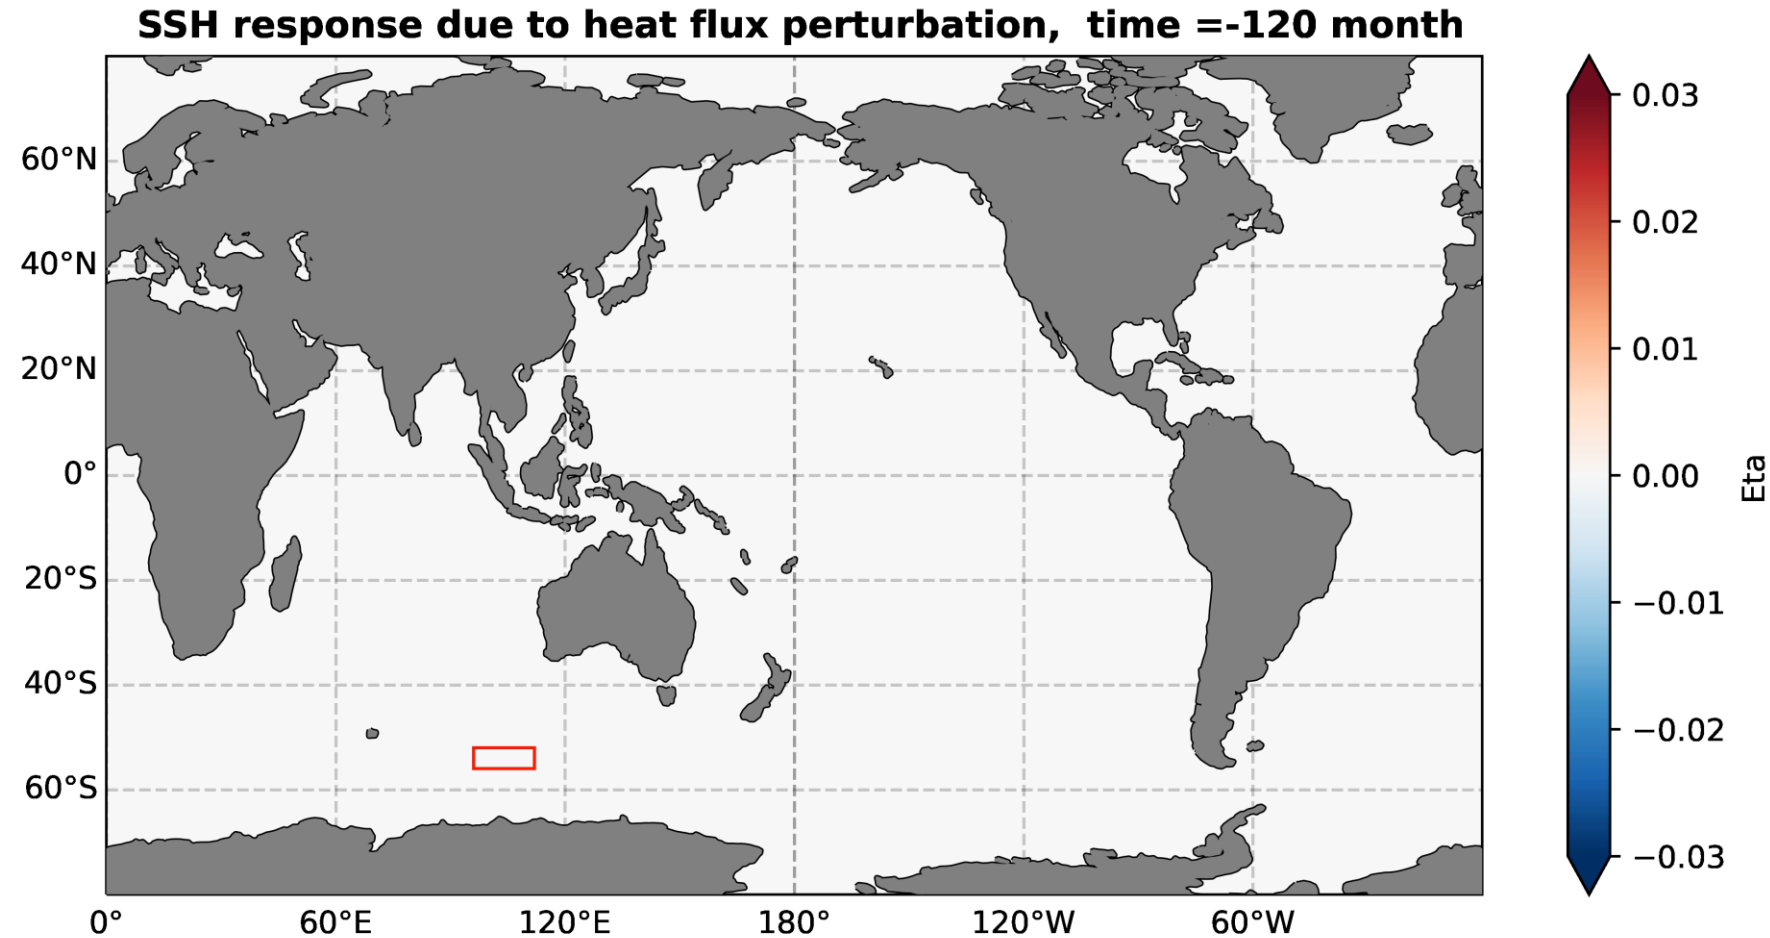 SSH response due to heat flux perturbation,  time =-120 month
60°N
40°N
20°N
0°
20°S
40°S
60°S
0°
60°E
120°E
180°
120°W
60°W
0.03
0.02
0.01
0.00
−0.01
−0.02
−0.03
Eta